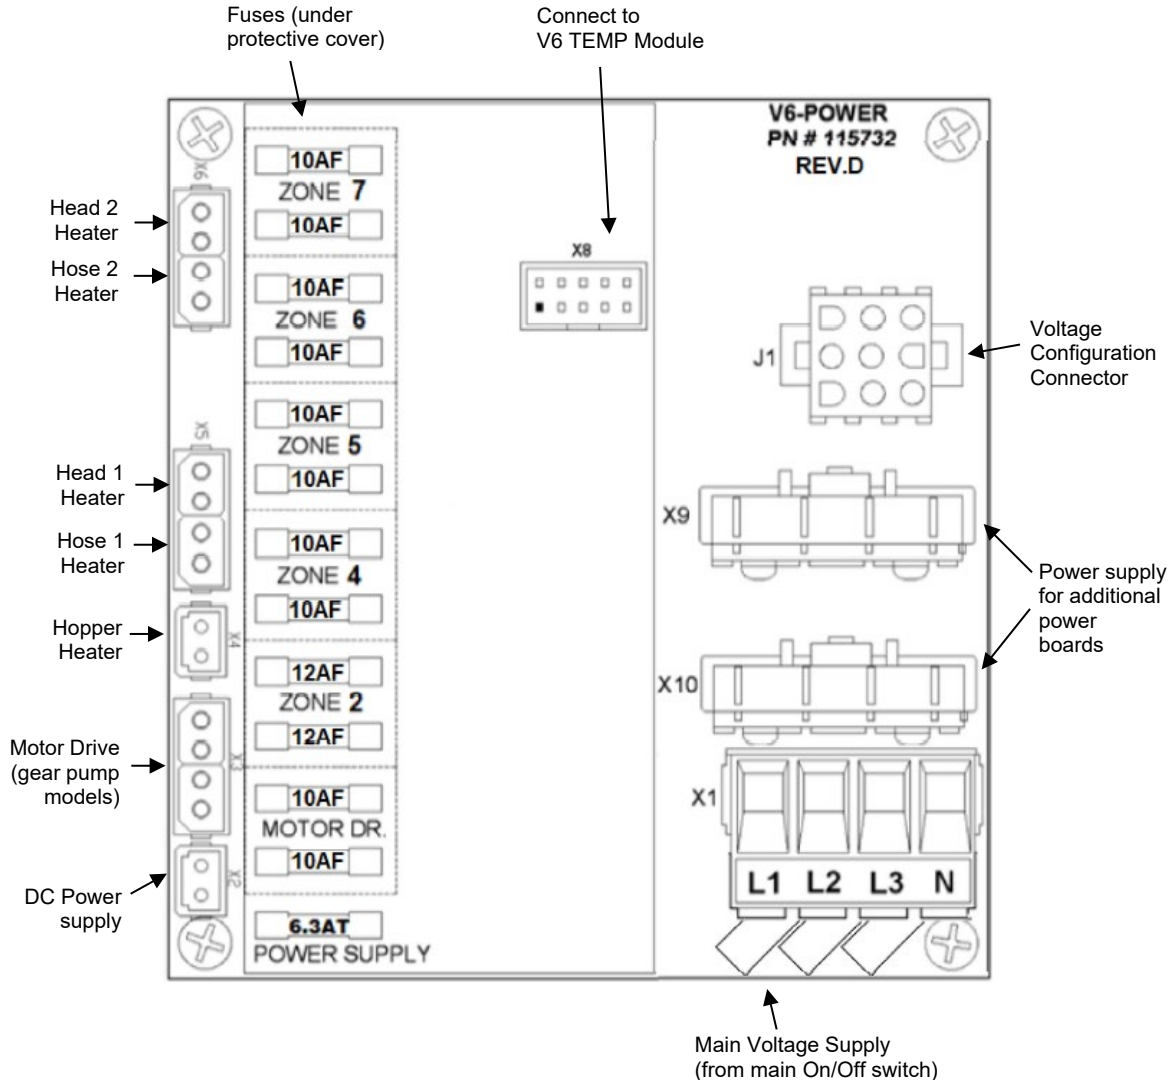 Fuses (under
protective cover)
Connect to
V6 TEMP Module
V6-POWER
PN # 115732
REV.D
X6
10AF
ZONE 7
10AF
Head 2
Heater
Hose 2
Heater
X8
10AF
ZONE 6
10AF
J1
Voltage
Configuration
Connector
X5
10AF
ZONE 5
10AF
Head 1
Heater
Hose 1
Heater
X9
10AF
ZONE 4
10AF
Power supply
for additional
power
boards
Hopper
Heater
X4
12AF
ZONE 2
12AF
X10
Motor Drive
(gear pump
models)
X3
10AF
MOTOR DR.
10AF
X1
L1 L2 L3 N
DC Power
supply
X2
6.3AT
POWER SUPPLY
Main Voltage Supply
(from main On/Off switch)